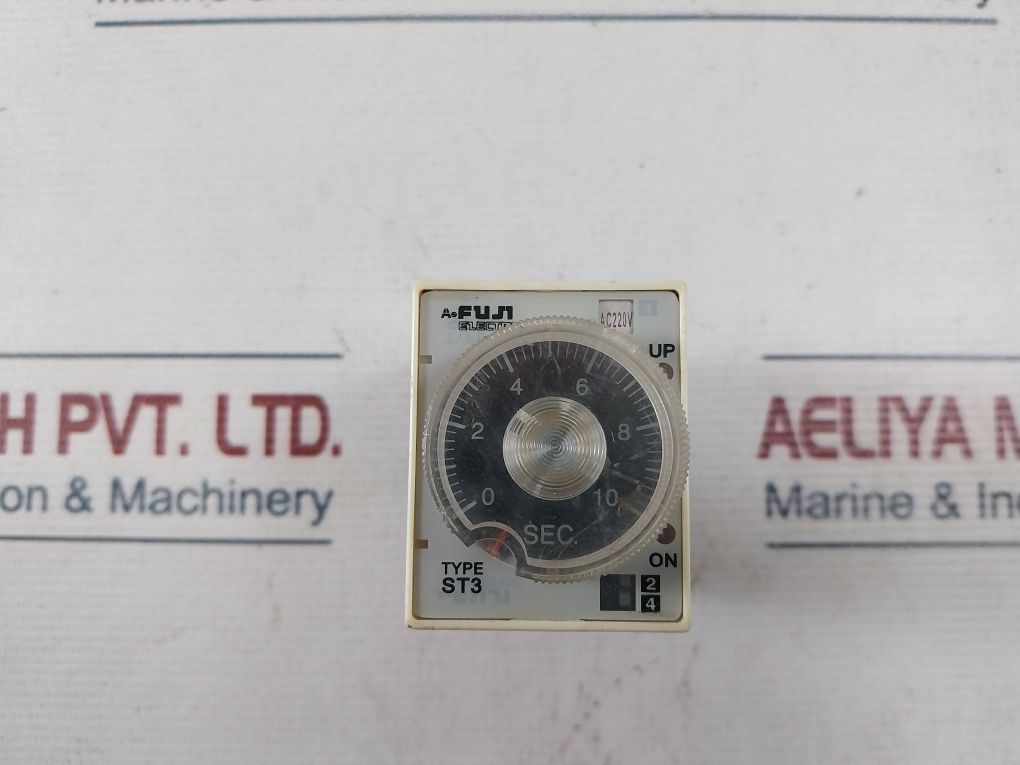 A. FUJI
AC220V
ELECTR
UP
4 6
2 8
0 10
SEC.
TYPE
ST3
ON
2
4
H PVT. LTD.
on & Machinery
AELIYA M
Marine & In